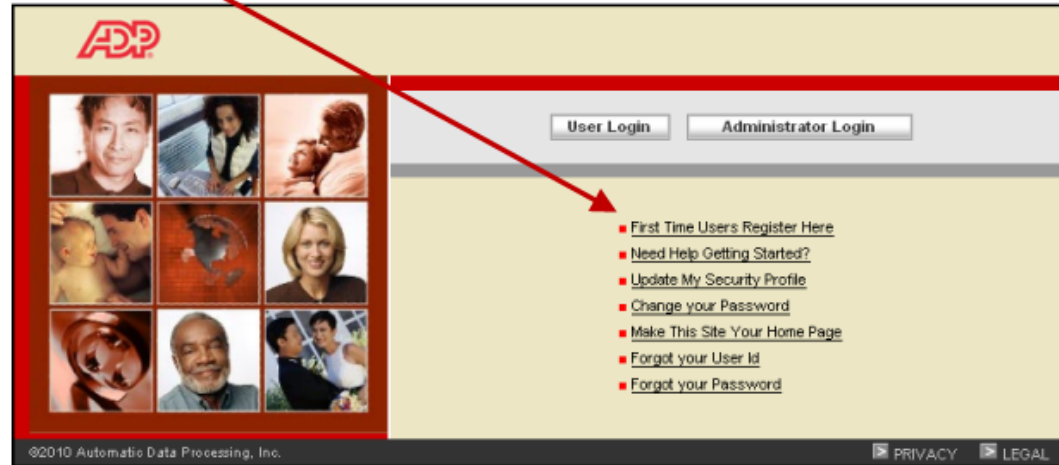 ADP
User Login
Administrator Login
First Time Users Register Here
Need Help Getting Started?
Update My Security Profile
Change your Password
Make This Site Your Home Page
Forgot your User Id
Forgot your Password
©2010 Automatic Data Processing, Inc.
PRIVACY LEGAL